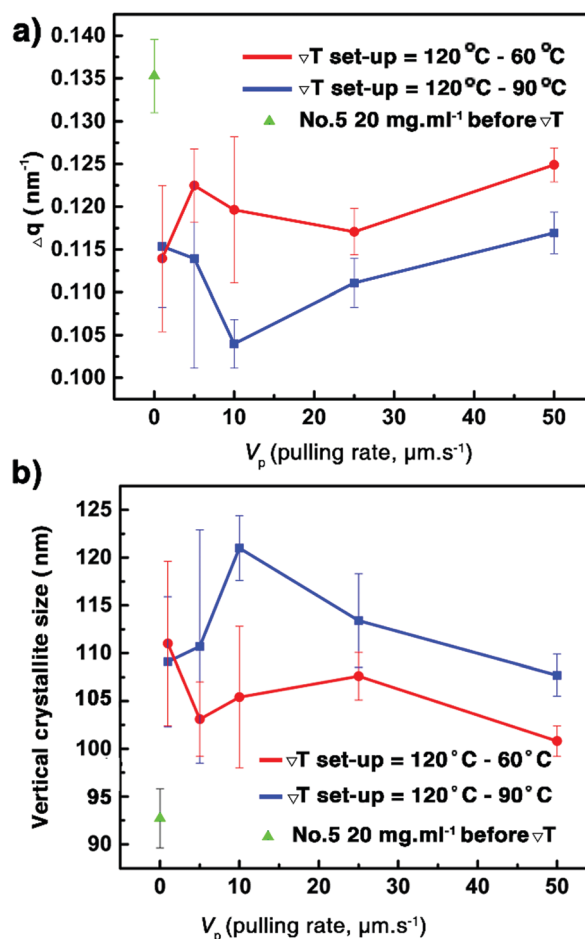 a)
0.140
0.135
0.130
0.125
0.120
0.115
0.110
0.105
0.100
Δq (nm⁻¹)
▽T set-up = 120°C - 60°C
▽T set-up = 120°C - 90°C
No.5 20 mg.ml⁻¹ before ▽T
0 10 20 30 40 50
Vp (pulling rate, μm.s⁻¹)
b)
125
120
115
110
105
100
95
90
Vertical crystallite size (nm)
▽T set-up = 120°C - 60°C
▽T set-up = 120°C - 90°C
No.5 20 mg.ml⁻¹ before ▽T
0 10 20 30 40 50
Vp (pulling rate, μm.s⁻¹)